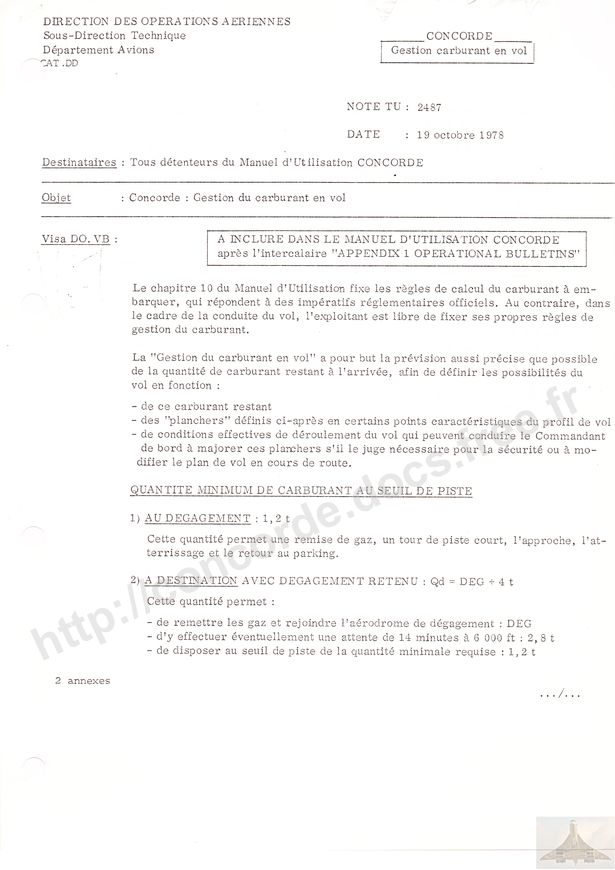 DIRECTION DES OPERATIONS AERIENNES
Sous-Direction Technique
Département Avions
CAT.DD
CONCORDE
Gestion carburant en vol
NOTE TU : 2487
DATE : 19 octobre 1978
Destinataires : Tous détenteurs du Manuel d'Utilisation CONCORDE
Objet : Concorde : Gestion du carburant en vol
Visa DO.VB :
A INCLURE DANS LE MANUEL D'UTILISATION CONCORDE
après l'intercalaire "APPENDIX 1 OPERATIONAL BULLETINS"
Le chapitre 10 du Manuel d'Utilisation fixe les règles de calcul du carburant à em-
barquer, qui répondent à des impératifs réglementaires officiels. Au contraire, dans
le cadre de la conduite du vol, l'exploitant est libre de fixer ses propres règles de
gestion du carburant.
La "Gestion du carburant en vol" a pour but la prévision aussi précise que possible
de la quantité de carburant restant à l'arrivée, afin de définir les possibilités du
vol en fonction :
- de ce carburant restant
- des "planchers" définis ci-après en certains points caractéristiques du profil de vol
- de conditions effectives de déroulement du vol qui peuvent conduire le Commandant
de bord à majorer ces planchers s'il le juge nécessaire pour la sécurité ou à mo-
difier le plan de vol en cours de route.
QUANTITE MINIMUM DE CARBURANT AU SEUIL DE PISTE
1) AU DEGAGEMENT : 1,2 t
Cette quantité permet une remise de gaz, un tour de piste court, l'approche, l'at-
terrissage et le retour au parking.
2) A DESTINATION AVEC DEGAGEMENT RETENU : Qd = DEG + 4 t
Cette quantité permet :
- de remettre les gaz et rejoindre l'aérodrome de dégagement : DEG
- d'y effectuer éventuellement une attente de 14 minutes à 6 000 ft : 2,8 t
- de disposer au seuil de piste de la quantité minimale requise : 1,2 t
2 annexes
.../...
http://concorde.docs.free.fr